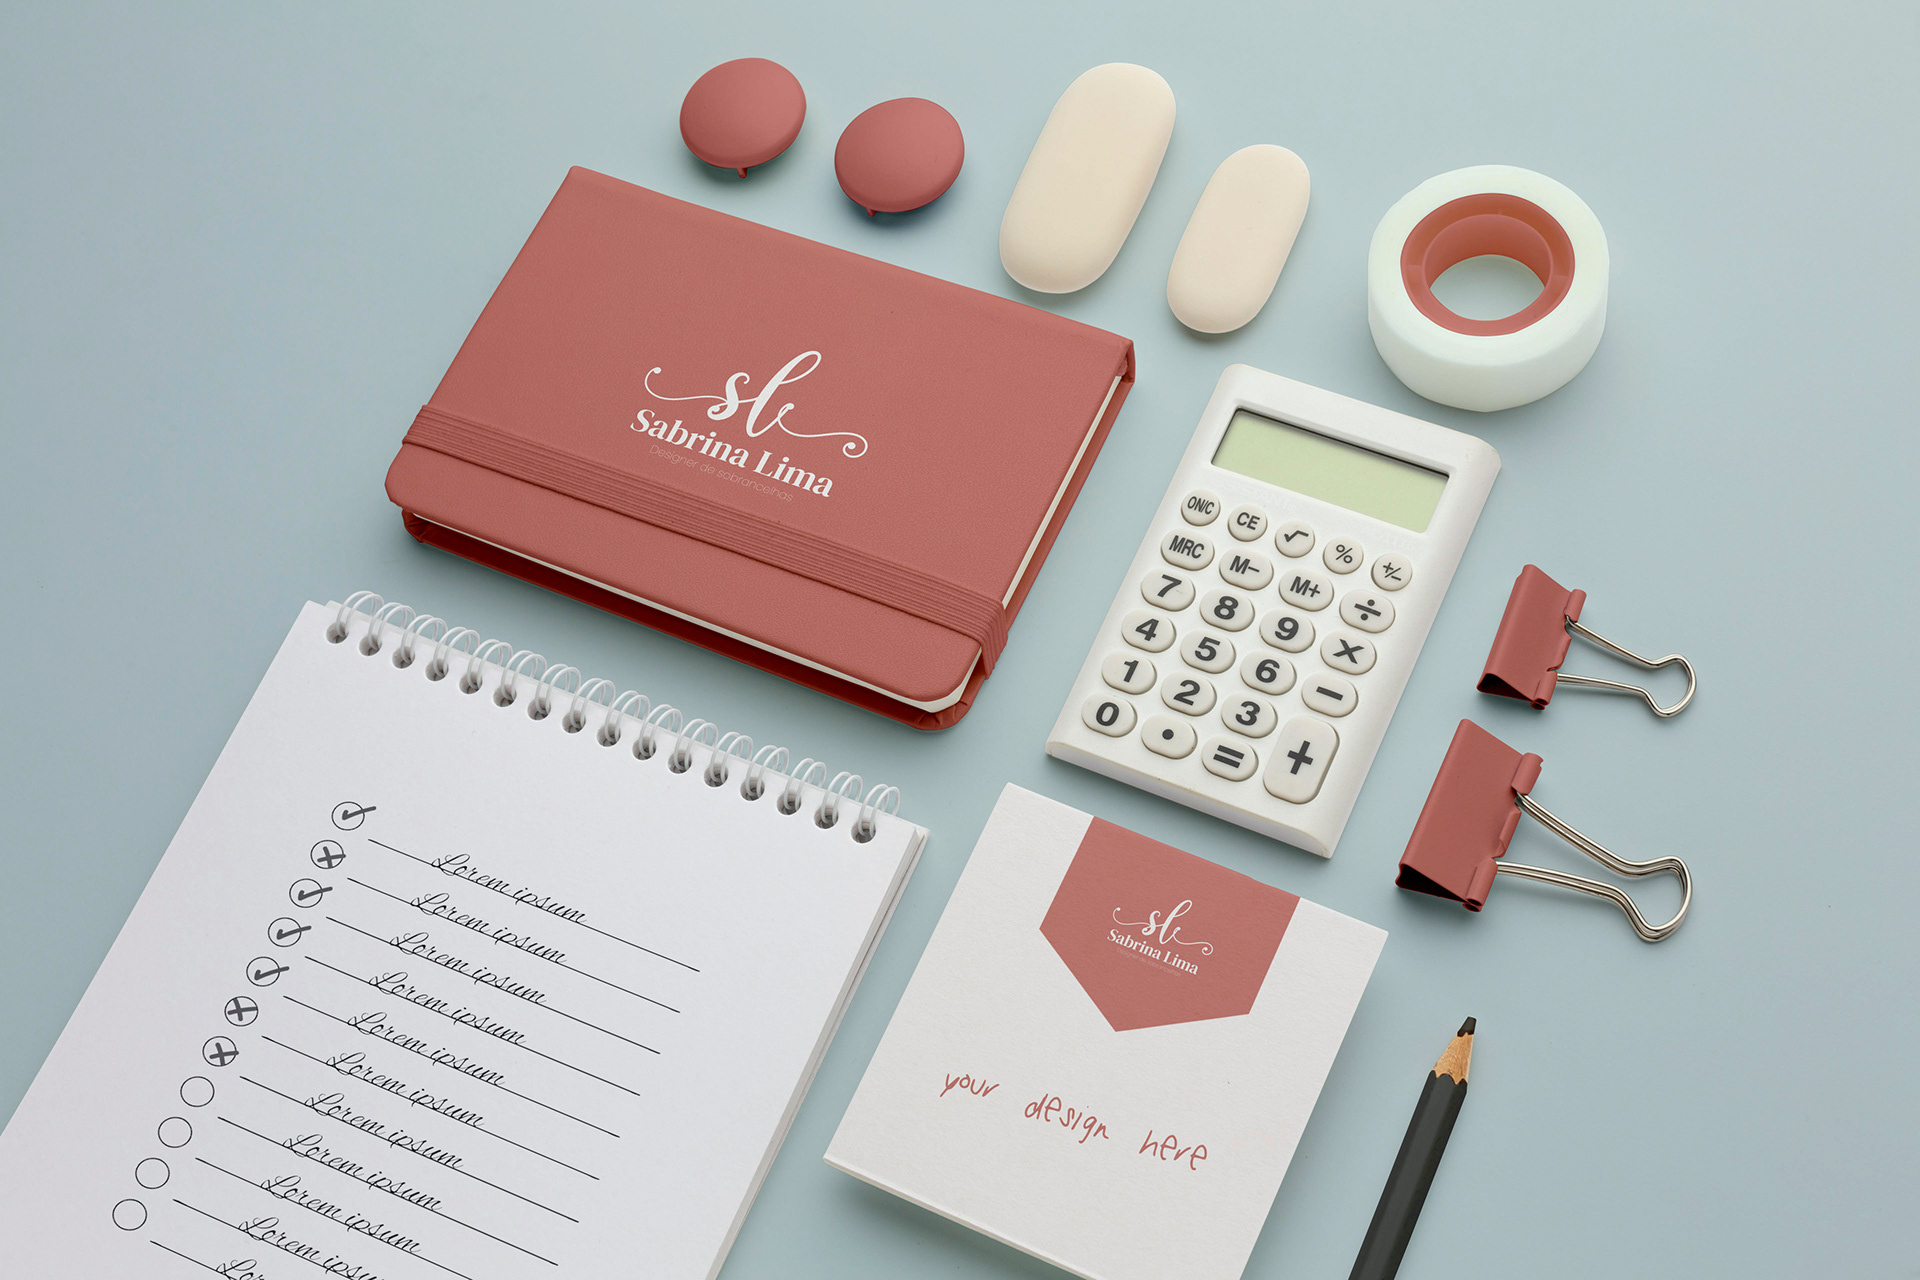 sl
Sabrina Lima
Designer de sobrancelhas
ON/C CE √ % +/-
MRC M- M+ ÷
7 8 9 ×
4 5 6 −
1 2 3 +
0 . =
Lorem ipsum
Lorem ipsum
Lorem ipsum
Lorem ipsum
Lorem ipsum
Lorem ipsum
Lorem ipsum
Lorem ipsum
Lorem ipsum
Lorem ipsum
Lorem
sl
Sabrina Lima
your design here